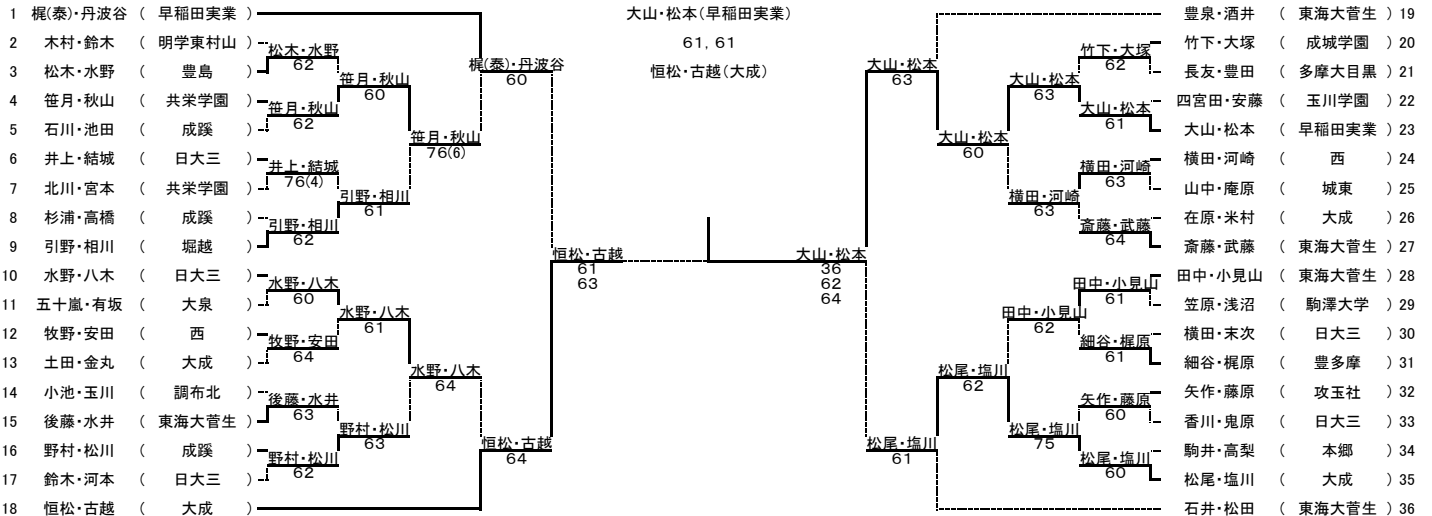 大山・松本(早稲田実業)
61, 61
恒松・古越(大成)
1 梶(泰)・丹波谷 ( 早稲田実業 )
2 木村・鈴木 ( 明学東村山 )
3 松木・水野 ( 豊島 )
4 笹月・秋山 ( 共栄学園 )
5 石川・池田 ( 成蹊 )
6 井上・結城 ( 日大三 )
7 北川・宮本 ( 共栄学園 )
8 杉浦・高橋 ( 成蹊 )
9 引野・相川 ( 堀越 )
10 水野・八木 ( 日大三 )
11 五十嵐・有坂 ( 大泉 )
12 牧野・安田 ( 西 )
13 土田・金丸 ( 大成 )
14 小池・玉川 ( 調布北 )
15 後藤・水井 ( 東海大菅生 )
16 野村・松川 ( 成蹊 )
17 鈴木・河本 ( 日大三 )
18 恒松・古越 ( 大成 )
松木・水野
62
笹月・秋山
62
井上・結城
76(4)
引野・相川
62
水野・八木
60
牧野・安田
64
後藤・水井
63
野村・松川
62
笹月・秋山
60
引野・相川
61
水野・八木
61
野村・松川
63
笹月・秋山
76(6)
水野・八木
64
梶(泰)・丹波谷
60
恒松・古越
64
恒松・古越
61
63
大山・松本
36
62
64
大山・松本
63
松尾・塩川
61
大山・松本
60
松尾・塩川
62
大山・松本
63
横田・河崎
63
田中・小見山
62
松尾・塩川
75
竹下・大塚
62
大山・松本
61
横田・河崎
63
斎藤・武藤
64
田中・小見山
61
細谷・梶原
61
矢作・藤原
60
松尾・塩川
60
豊泉・酒井 ( 東海大菅生 ) 19
竹下・大塚 ( 成城学園 ) 20
長友・豊田 ( 多摩大目黒 ) 21
四宮田・安藤 ( 玉川学園 ) 22
大山・松本 ( 早稲田実業 ) 23
横田・河崎 ( 西 ) 24
山中・庵原 ( 城東 ) 25
在原・米村 ( 大成 ) 26
斎藤・武藤 ( 東海大菅生 ) 27
田中・小見山 ( 東海大菅生 ) 28
笠原・浅沼 ( 駒澤大学 ) 29
横田・末次 ( 日大三 ) 30
細谷・梶原 ( 豊多摩 ) 31
矢作・藤原 ( 攻玉社 ) 32
香川・鬼原 ( 日大三 ) 33
駒井・高梨 ( 本郷 ) 34
松尾・塩川 ( 大成 ) 35
石井・松田 ( 東海大菅生 ) 36